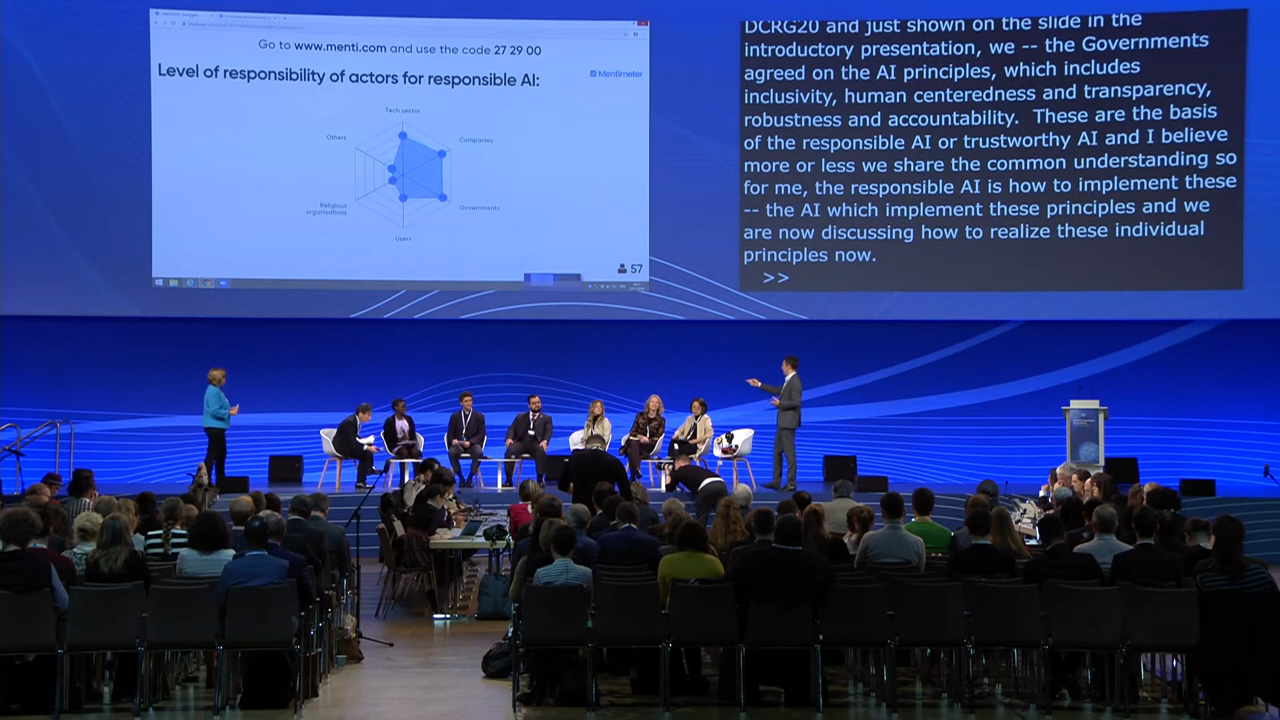 Go to www.menti.com and use the code 27 29 00
Level of responsibility of actors for responsible AI:
Mentimeter
Tech sector
Others
Companies
Religious
organisations
Governments
Users
57
DCRG20 and just shown on the slide in the
introductory presentation, we -- the Governments
agreed on the AI principles, which includes
inclusivity, human centeredness and transparency,
robustness and accountability.  These are the basis
of the responsible AI or trustworthy AI and I believe
more or less we share the common understanding so
for me, the responsible AI is how to implement these
-- the AI which implement these principles and we
are now discussing how to realize these individual
principles now.
>>